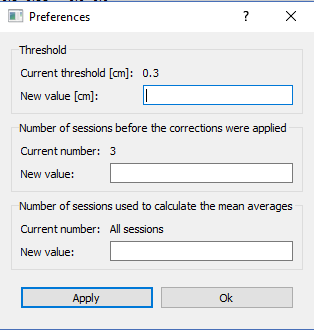 Preferences
Threshold
Current threshold [cm]: 0.3
New value [cm]:
Number of sessions before the corrections were applied
Current number: 3
New value:
Number of sessions used to calculate the mean averages
Current number: All sessions
New value:
Apply Ok